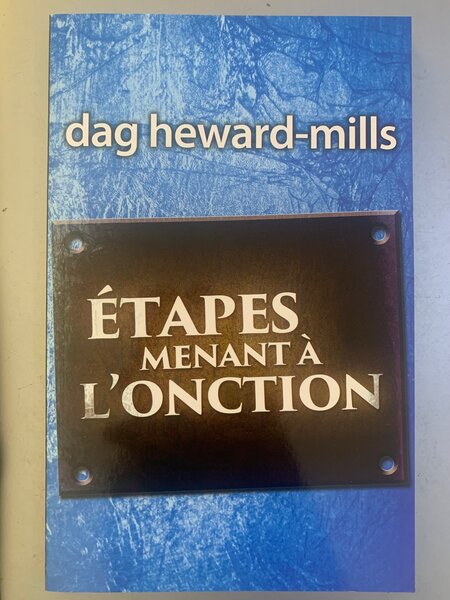 dag heward-mills
ÉTAPES
MENANT À
L'ONCTION